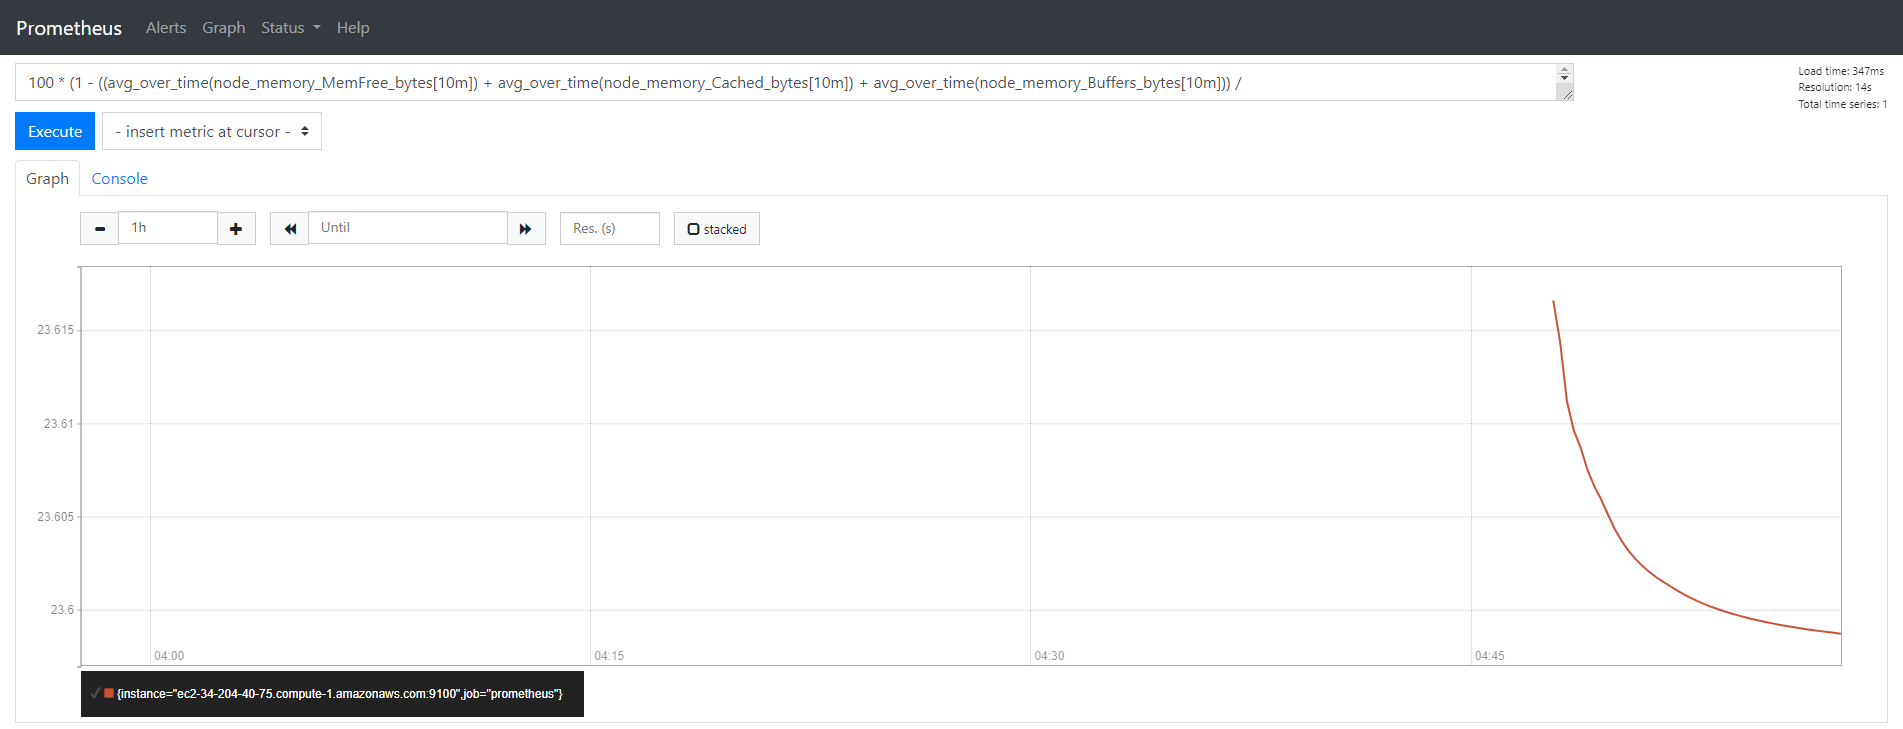 Prometheus Alerts Graph Status Help
100 * (1 - ((avg_over_time(node_memory_MemFree_bytes[10m]) + avg_over_time(node_memory_Cached_bytes[10m]) + avg_over_time(node_memory_Buffers_bytes[10m])) /
Load time: 347ms
Resolution: 14s
Total time series: 1
Execute - insert metric at cursor -
Graph Console
1h Until Res. (s) stacked
23.615
23.61
23.605
23.6
04:00 04:15 04:30 04:45
{instance="ec2-34-204-40-75.compute-1.amazonaws.com:9100",job="prometheus"}